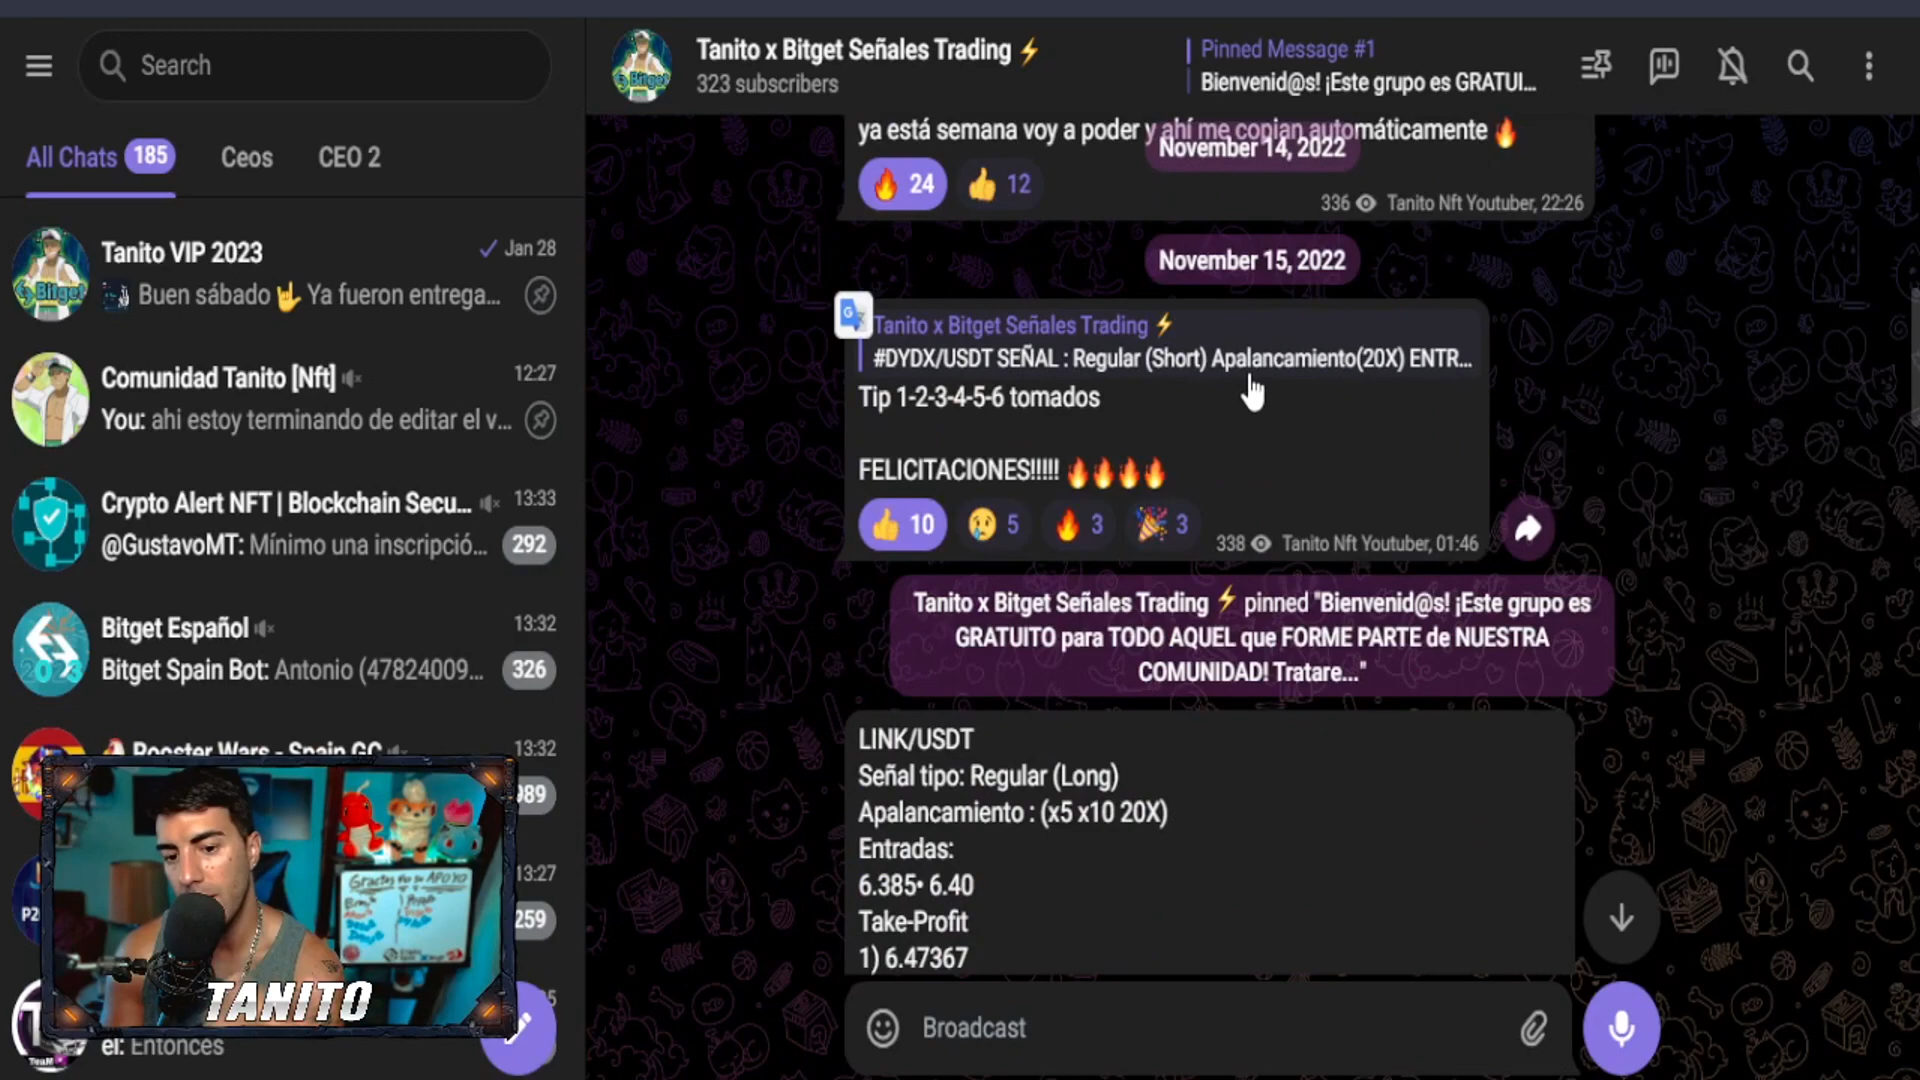 Search
All Chats 185
Ceos
CEO 2
Tanito VIP 2023
Jan 28
Buen sábado 🤟 Ya fueron entrega...
Comunidad Tanito [Nft]
12:27
You: ahi estoy terminando de editar el v...
Crypto Alert NFT | Blockchain Secu...
13:33
@GustavoMT: Mínimo una inscripció...
292
Bitget Español
13:32
Bitget Spain Bot: Antonio (47824009...
326
Rooster Wars - Spain GC
13:32
989
13:27
259
P2
el: Entonces
Gracias por su APOYO
TANITO
Bitget
2023
Tanito x Bitget Señales Trading ⚡
323 subscribers
Pinned Message #1
Bienvenid@s! ¡Este grupo es GRATUI...
ya está semana voy a poder y ahí me copian automáticamente 🔥
November 14, 2022
🔥 24 👍 12
336 Tanito Nft Youtuber, 22:26
November 15, 2022
Tanito x Bitget Señales Trading ⚡
#DYDX/USDT SEÑAL : Regular (Short) Apalancamiento(20X) ENTR...
Tip 1-2-3-4-5-6 tomados
FELICITACIONES!!!!! 🔥🔥🔥🔥
👍 10 😢 5 🔥 3 🎉 3
338 Tanito Nft Youtuber, 01:46
Tanito x Bitget Señales Trading ⚡ pinned "Bienvenid@s! ¡Este grupo es
GRATUITO para TODO AQUEL que FORME PARTE de NUESTRA
COMUNIDAD! Tratare..."
LINK/USDT
Señal tipo: Regular (Long)
Apalancamiento : (x5 x10 20X)
Entradas:
6.385• 6.40
Take-Profit
1) 6.47367
Broadcast